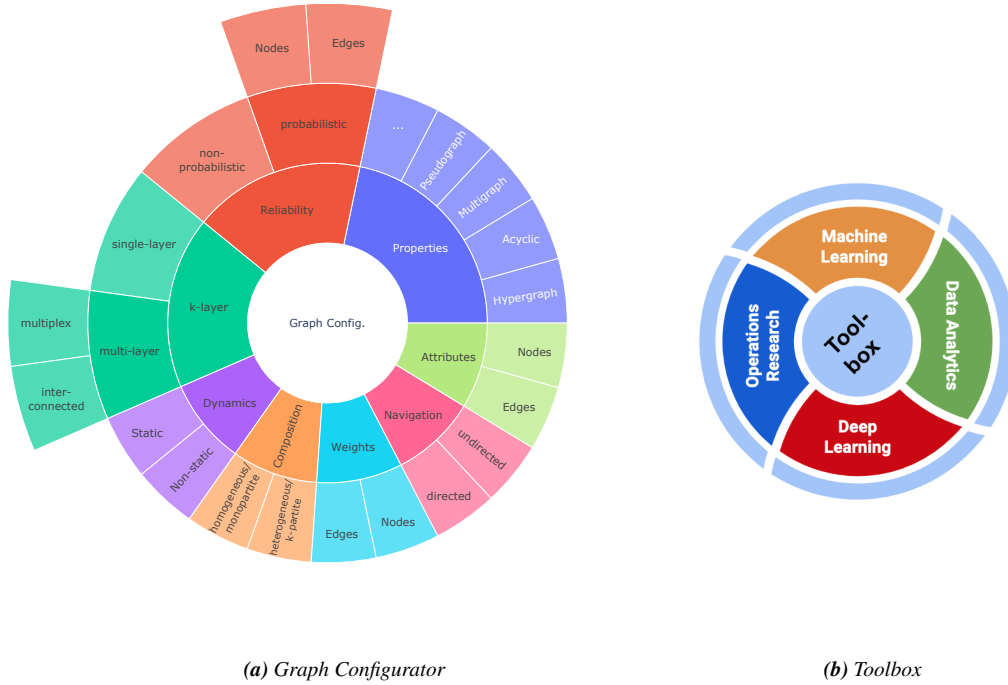 Nodes
Edges
probabilistic
non-
probabilistic
Reliability
...
Pseudograph
Multigraph
Acyclic
Hypergraph
Properties
single-layer
k-layer
multi-layer
multiplex
inter-
connected
Graph Config.
Attributes
Nodes
Edges
Navigation
undirected
directed
Weights
Nodes
Edges
Composition
heterogeneous/
k-partite
homogeneous/
monopartite
Dynamics
Static
Non-static
(a) Graph Configurator
Machine
Learning
Data Analytics
Deep
Learning
Operations
Research
Tool-
box
(b) Toolbox